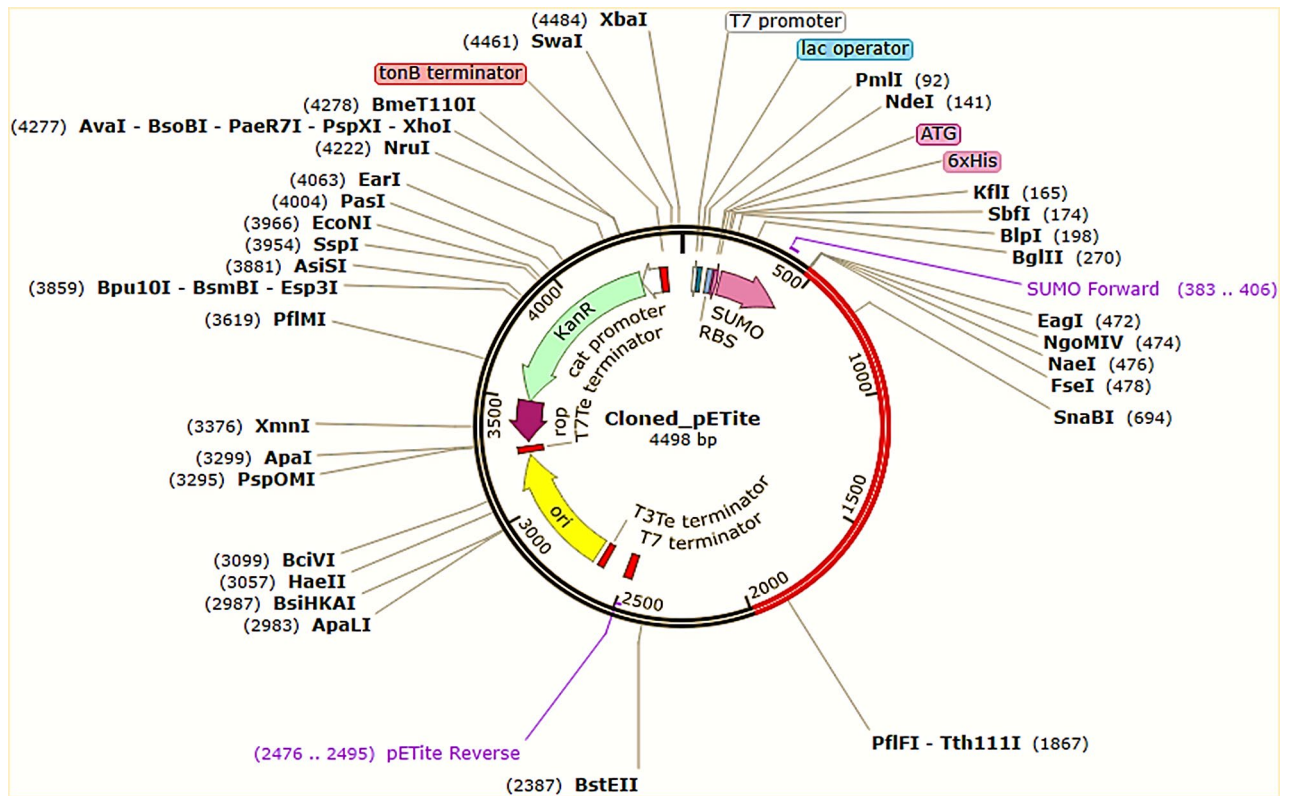 (4484) XbaI
(4461) SwaI
T7 promoter
lac operator
tonB terminator
PmlI (92)
(4278) BmeT110I
NdeI (141)
(4277) AvaI - BsoBI - PaeR7I - PspXI - XhoI
ATG
(4222) NruI
6xHis
(4063) EarI
KflI (165)
(4004) PasI
SbfI (174)
(3966) EcoNI
BlpI (198)
(3954) SspI
BglII (270)
(3881) AsiSI
SUMO Forward (383 .. 406)
(3859) Bpu10I - BsmBI - Esp3I
EagI (472)
(3619) PflMI
NgoMIV (474)
NaeI (476)
FseI (478)
SnaBI (694)
500
1000
1500
2000
2500
3000
3500
4000
KanR
cat promoter
T7Te terminator
rop
SUMO
RBS
Cloned_pETite
4498 bp
(3376) XmnI
(3299) ApaI
(3295) PspOMI
ori
T3Te terminator
T7 terminator
(3099) BciVI
(3057) HaeII
(2987) BsiHKAI
(2983) ApaLI
(2476 .. 2495) pETite Reverse
PflFI - Tth111I (1867)
(2387) BstEII